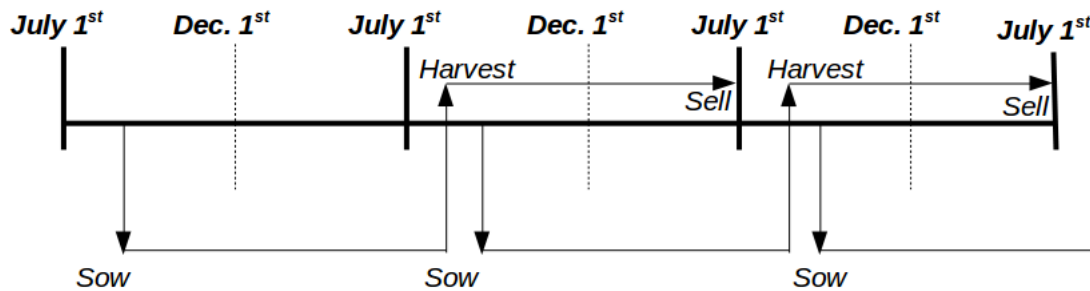 July 1st Dec. 1st July 1st Dec. 1st July 1st Dec. 1st July 1st
Harvest Harvest
Sell Sell
Sow Sow Sow